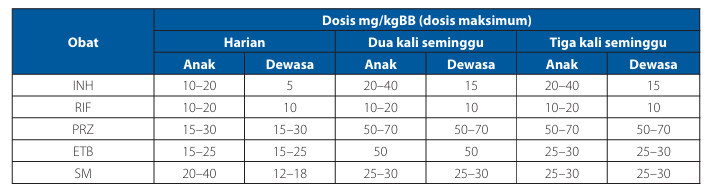 Obat Dosis mg/kgBB (dosis maksimum)
Harian Dua kali seminggu Tiga kali seminggu
Anak Dewasa Anak Dewasa Anak Dewasa
INH 10–20 5 20–40 15 20–40 15
RIF 10–20 10 10–20 10 10–20 10
PRZ 15–30 15–30 50–70 50–70 50–70 50–70
ETB 15–25 15–25 50 50 25–30 25–30
SM 20–40 12–18 25–30 25–30 25–30 25–30